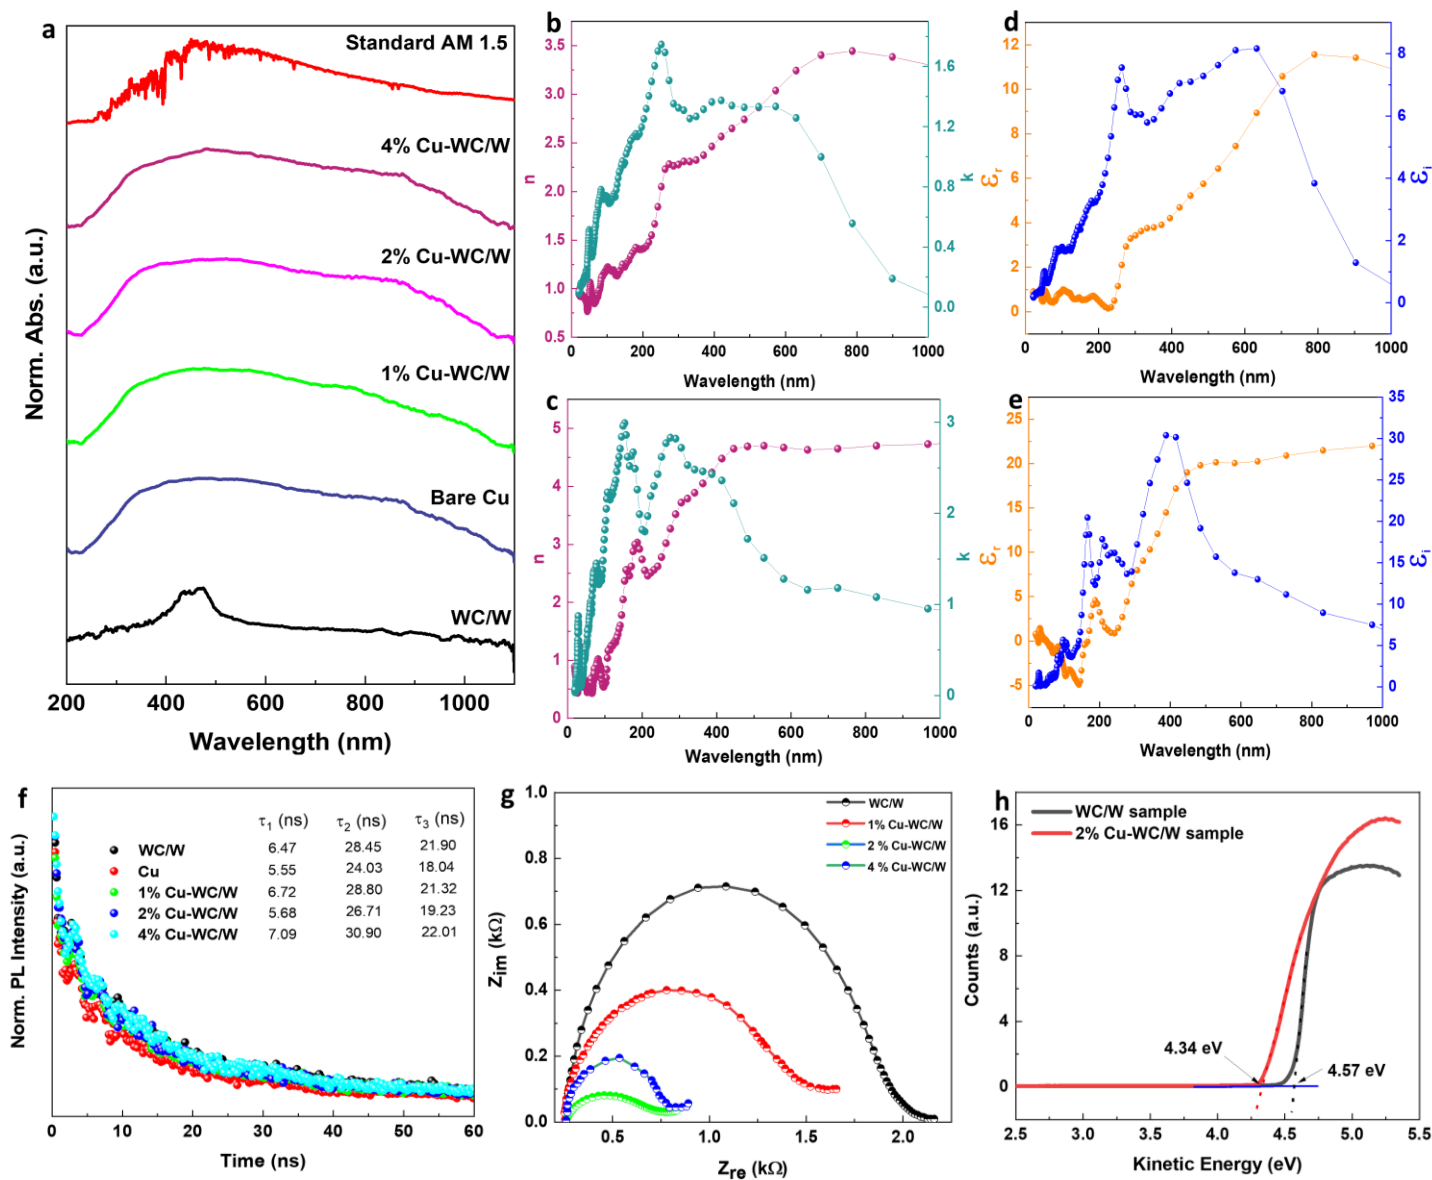 a
Standard AM 1.5
4% Cu-WC/W
2% Cu-WC/W
1% Cu-WC/W
Bare Cu
WC/W
Norm. Abs. (a.u.)
200 400 600 800 1000
Wavelength (nm)
b
3.5
3.0
2.5
2.0
1.5
1.0
0.5
n
1.6
1.2
0.8
0.4
0.0
k
0 200 400 600 800 1000
Wavelength (nm)
d
12
10
8
6
4
2
0
εr
8
6
4
2
0
εi
0 200 400 600 800 1000
Wavelength (nm)
c
5
4
3
2
1
0
n
3
2
1
0
k
0 200 400 600 800 1000
Wavelength (nm)
e
25
20
15
10
5
0
-5
εr
35
30
25
20
15
10
5
0
εi
0 200 400 600 800 1000
Wavelength (nm)
f
τ1 (ns) τ2 (ns) τ3 (ns)
WC/W 6.47 28.45 21.90
Cu 5.55 24.03 18.04
1% Cu-WC/W 6.72 28.80 21.32
2% Cu-WC/W 5.68 26.71 19.23
4% Cu-WC/W 7.09 30.90 22.01
Norm. PL Intensity (a.u.)
0 10 20 30 40 50 60
Time (ns)
g
1.0
0.8
0.6
0.4
0.2
0.0
Zim (kΩ)
WC/W
1% Cu-WC/W
2 % Cu-WC/W
4 % Cu-WC/W
0.5 1.0 1.5 2.0
Zre (kΩ)
h
WC/W sample
2% Cu-WC/W sample
16
12
8
4
0
Counts (a.u.)
4.34 eV
4.57 eV
2.5 3.0 3.5 4.0 4.5 5.0 5.5
Kinetic Energy (eV)